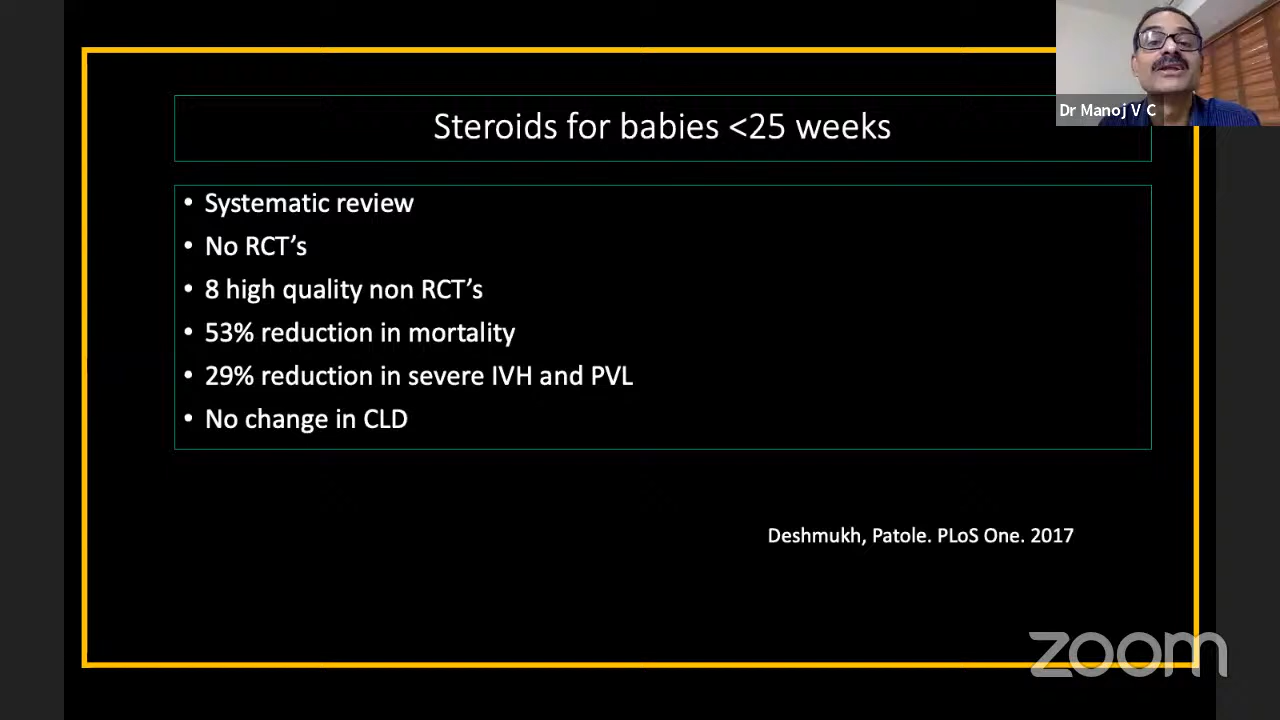 Dr Manoj V C
Steroids for babies <25 weeks
• Systematic review
• No RCT’s
• 8 high quality non RCT’s
• 53% reduction in mortality
• 29% reduction in severe IVH and PVL
• No change in CLD
Deshmukh, Patole. PLoS One. 2017
zoom